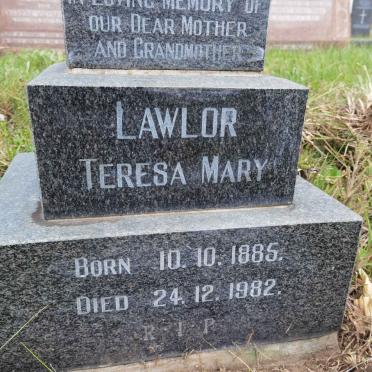 IN LOVING MEMORY OF
OUR DEAR MOTHER
AND GRANDMOTHER
LAWLOR
TERESA MARY
BORN 10.10.1885.
DIED 24.12.1982.
R I P